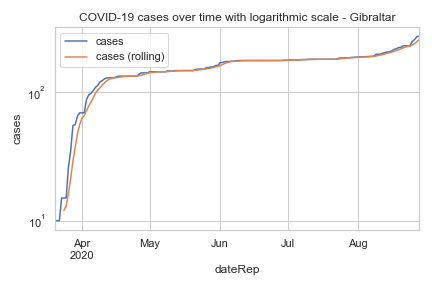 COVID-19 cases over time with logarithmic scale - Gibraltar
cases
cases (rolling)
10²
10¹
cases
Apr
2020
May
Jun
Jul
Aug
dateRep